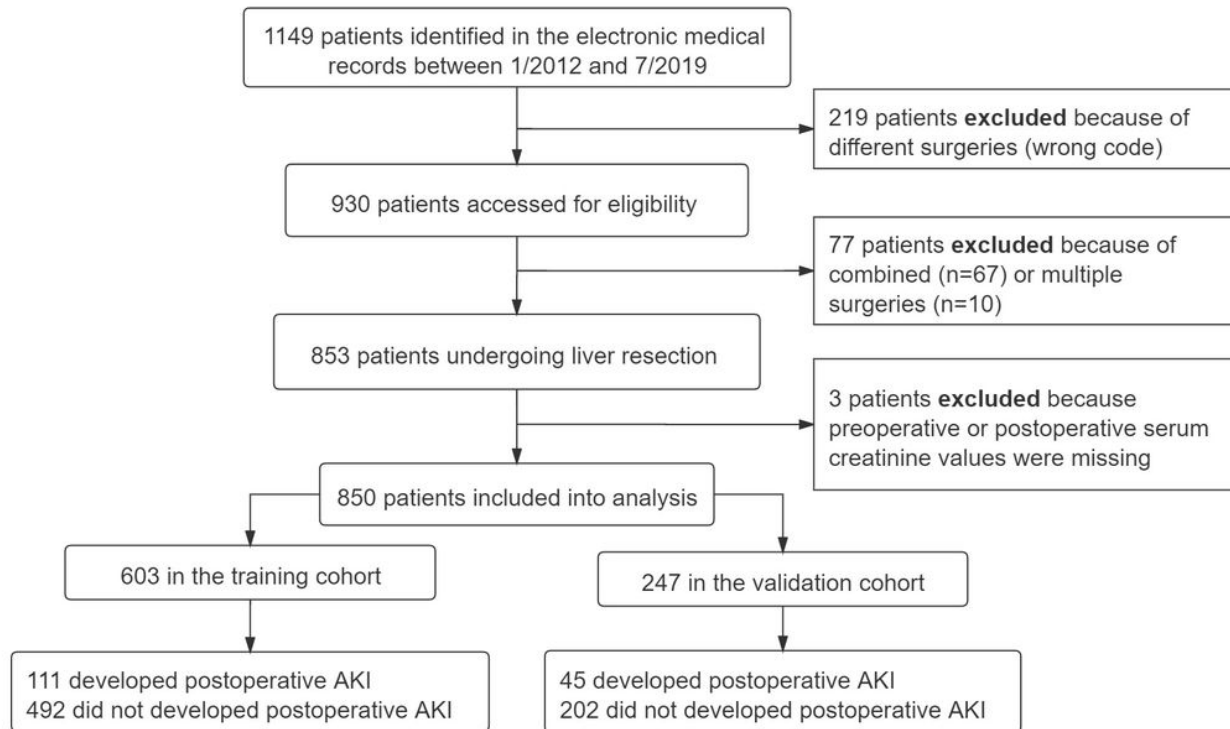 1149 patients identified in the electronic medical
records between 1/2012 and 7/2019
219 patients excluded because of
different surgeries (wrong code)
930 patients accessed for eligibility
77 patients excluded because of
combined (n=67) or multiple
surgeries (n=10)
853 patients undergoing liver resection
3 patients excluded because
preoperative or postoperative serum
creatinine values were missing
850 patients included into analysis
603 in the training cohort
247 in the validation cohort
111 developed postoperative AKI
492 did not developed postoperative AKI
45 developed postoperative AKI
202 did not developed postoperative AKI